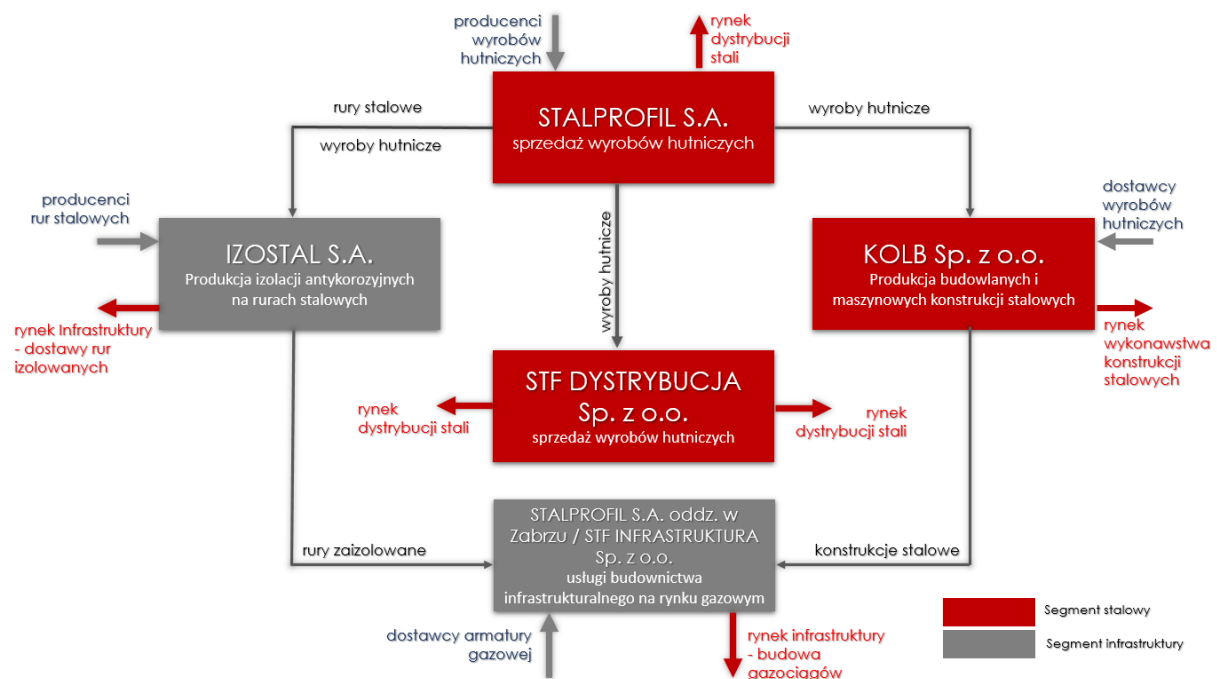 producenci
wyrobów
hutniczych
rynek
dystrybucji
stali
rury stalowe
wyroby hutnicze
STALPROFIL S.A.
sprzedaż wyrobów hutniczych
wyroby hutnicze
producenci
rur stalowych
dostawcy
wyrobów
hutniczych
IZOSTAL S.A.
Produkcja izolacji antykorozyjnych
na rurach stalowych
wyroby hutnicze
KOLB Sp. z o.o.
Produkcja budowlanych i
maszynowych konstrukcji stalowych
rynek Infrastruktury
- dostawy rur
izolowanych
rynek
wykonawstwa
konstrukcji
stalowych
STF DYSTRYBUCJA
Sp. z o.o.
sprzedaż wyrobów hutniczych
rynek
dystrybucji stali
rynek
dystrybucji stali
STALPROFIL S.A. oddz. w
Zabrzu / STF INFRASTRUKTURA
Sp. z o.o.
usługi budownictwa
infrastrukturalnego na rynku gazowym
rury zaizolowane
konstrukcje stalowe
dostawcy armatury
gazowej
rynek infrastruktury
- budowa
gazociągów
Segment stalowy
Segment infrastruktury